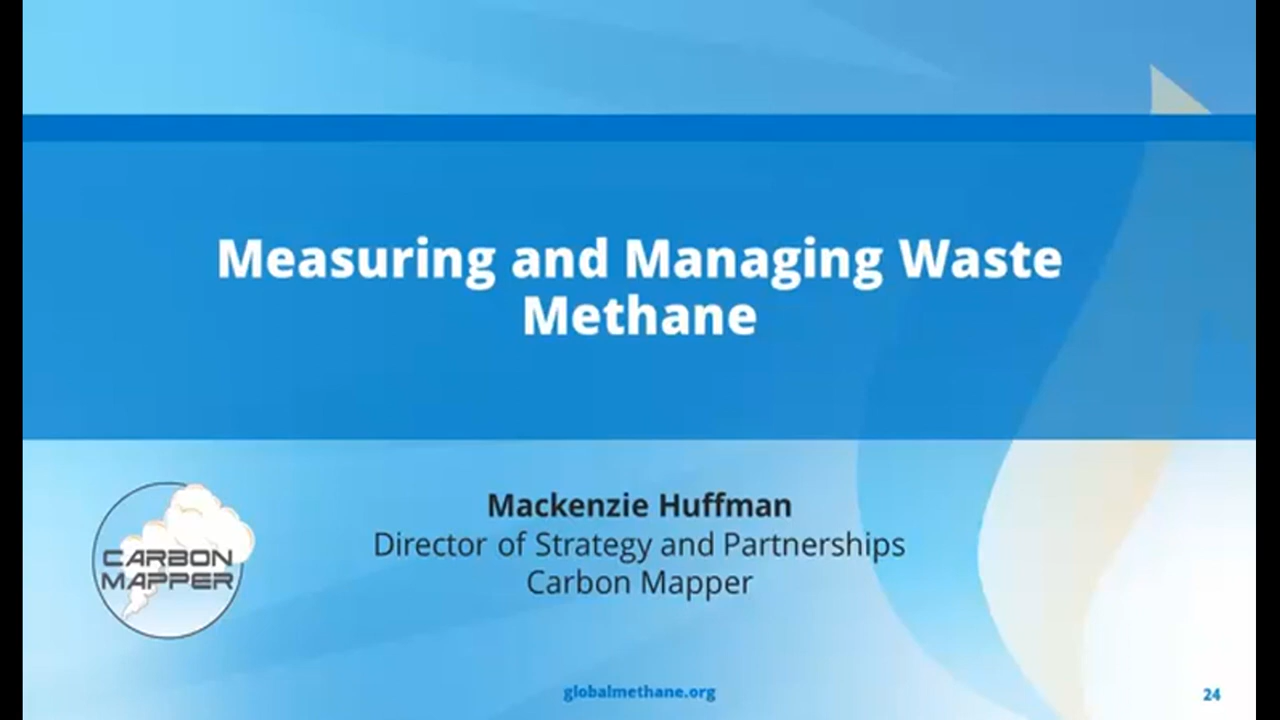 Measuring and Managing Waste
Methane
CARBON
MAPPER
Mackenzie Huffman
Director of Strategy and Partnerships
Carbon Mapper
globalmethane.org
24